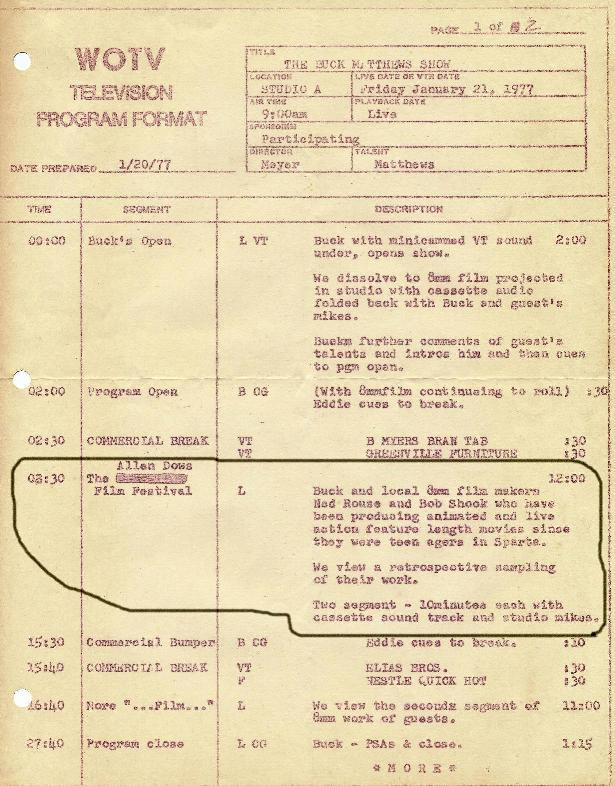 PAGE 1 of 2
WOTV
TELEVISION
PROGRAM FORMAT
DATE PREPARED 1/20/77
TITLE
THE BUCK MATTHEWS SHOW
LOCATION LIVE DATE OR VTR DATE
STUDIO A Friday January 21, 1977
AIR TIME PLAYBACK DATE
9:00am Live
SPONSORS
Participating
DIRECTOR TALENT
Meyer Matthews
TIME SEGMENT DESCRIPTION
00:00 Buck's Open L VT Buck with minicammed VT sound 2:00
under, opens show.
We dissolve to 8mm film projected
in studio with cassette audio
folded back with Buck and guest's
mikes.
Buckm further comments of guest's
talents and intros him and then cues
to pgm open.
02:00 Program Open B CG (With 8mmfilm continueing to roll) :30
Eddie cues to break.
02:30 COMMERCIAL BREAK VT B MYERS BRAN TAB :30
VT GREENVILLE FURNITURE :30
Allen Dows
03:30 The 12:00
Film Festival L Buck and local 8mm film makers
Ned Rouse and Bob Shook who have
been producing animated and live
action feature length movies since
they were teen agers in Sparta.
We view a retrospective sampling
of their work.
Two segment - 10minutes each with
cassette sound track and studio mikes.
15:30 Commercial Bumper B CG Eddie cues to break. :10
15:40 COMMERCIAL BREAK VT ELIAS BROS. :30
F NESTLE QUICK HOT :30
16:40 More "...Film..." L We view the seconds segment of 11:00
8mm work of guests.
27:40 Program close L CG Buck - PSAs & close. 1:15
* M O R E *